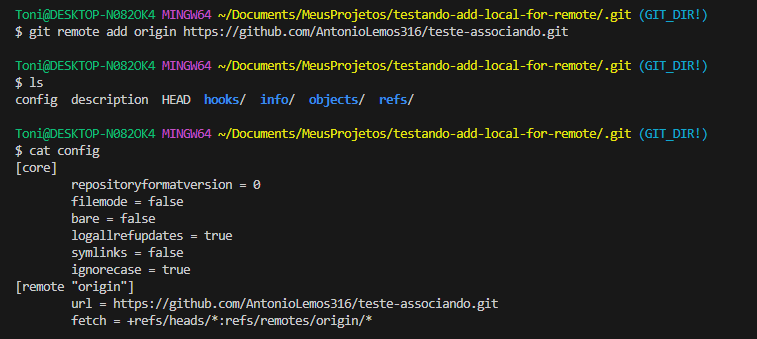 Toni@DESKTOP-N082OK4 MINGW64 ~/Documents/MeusProjetos/testando-add-local-for-remote/.git (GIT_DIR!)
$ git remote add origin https://github.com/AntonioLemos316/teste-associando.git
Toni@DESKTOP-N082OK4 MINGW64 ~/Documents/MeusProjetos/testando-add-local-for-remote/.git (GIT_DIR!)
$ ls
config  description  HEAD  hooks/  info/  objects/  refs/
Toni@DESKTOP-N082OK4 MINGW64 ~/Documents/MeusProjetos/testando-add-local-for-remote/.git (GIT_DIR!)
$ cat config
[core]
        repositoryformatversion = 0
        filemode = false
        bare = false
        logallrefupdates = true
        symlinks = false
        ignorecase = true
[remote "origin"]
        url = https://github.com/AntonioLemos316/teste-associando.git
        fetch = +refs/heads/*:refs/remotes/origin/*